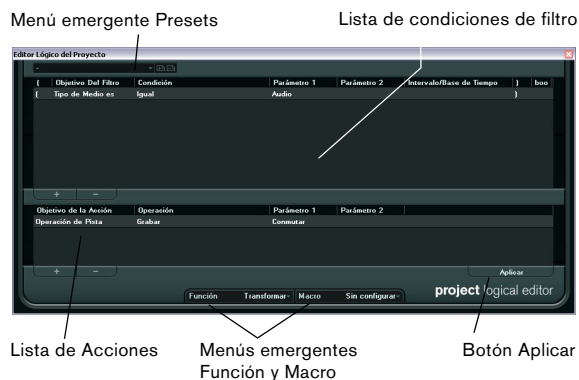 Menú emergente Presets
Lista de condiciones de filtro
Editor Lógico del Proyecto
(   Objetivo Del Filtro   Condición   Parámetro 1   Parámetro 2   Intervalo/Base de Tiempo   )   boo
(   Tipo de Medio es   Igual   Audio   )
+   −
Objetivo de la Acción   Operación   Parámetro 1   Parámetro 2
Operación de Pista   Grabar   Conmutar
+   −
Aplicar
Función   Transformar   Macro   Sin configurar
project logical editor
Lista de Acciones
Menús emergentes
Función y Macro
Botón Aplicar